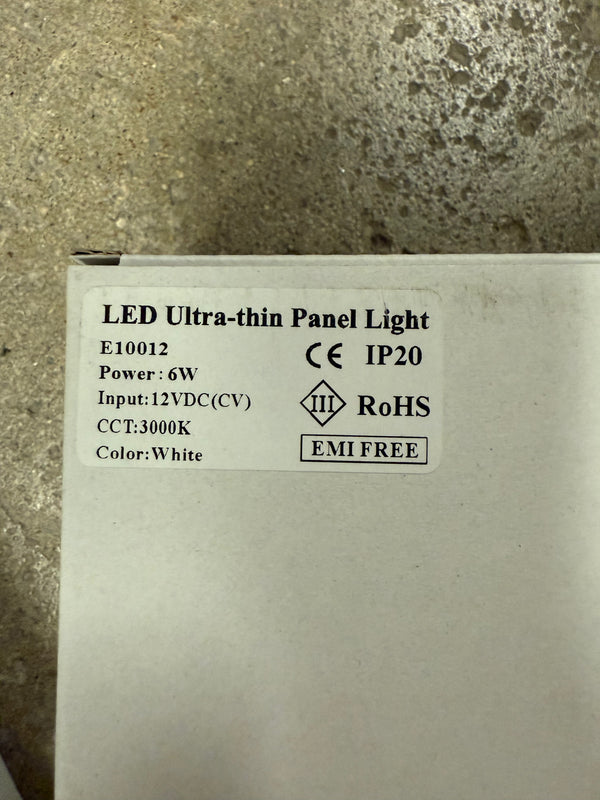 LED Ultra-thin Panel Light
E10012
CE IP20
Power: 6W
Input:12VDC(CV)
III RoHS
CCT:3000K
EMI FREE
Color:White